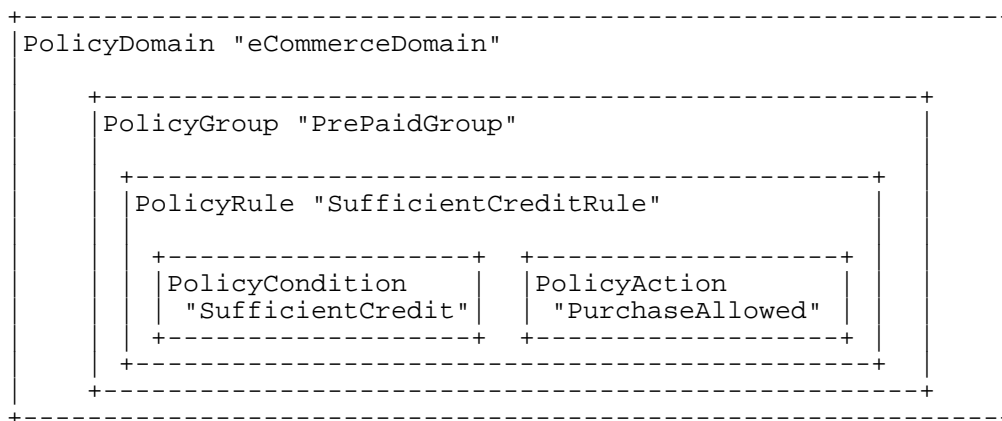 PolicyDomain "eCommerceDomain"
PolicyGroup "PrePaidGroup"
PolicyRule "SufficientCreditRule"
PolicyCondition PolicyAction
"SufficientCredit" "PurchaseAllowed"